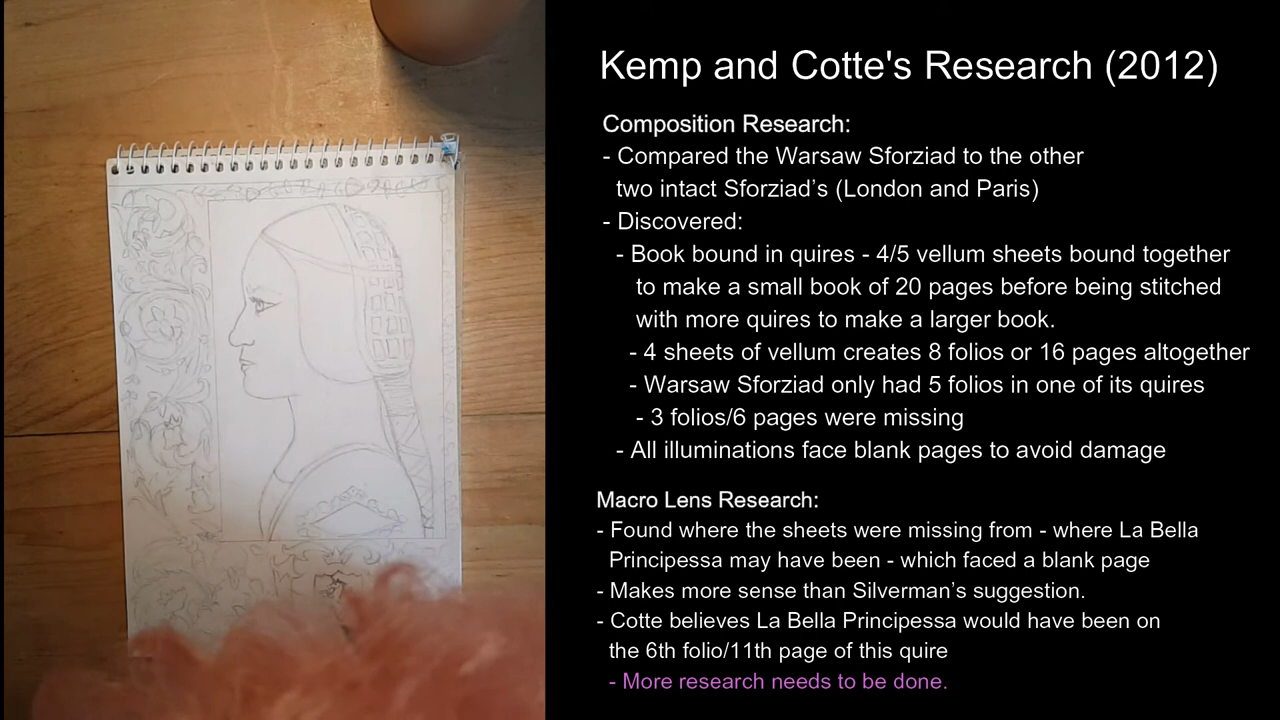 Kemp and Cotte's Research (2012)
Composition Research:
- Compared the Warsaw Sforziad to the other
two intact Sforziad’s (London and Paris)
- Discovered:
- Book bound in quires - 4/5 vellum sheets bound together
to make a small book of 20 pages before being stitched
with more quires to make a larger book.
- 4 sheets of vellum creates 8 folios or 16 pages altogether
- Warsaw Sforziad only had 5 folios in one of its quires
- 3 folios/6 pages were missing
- All illuminations face blank pages to avoid damage
Macro Lens Research:
- Found where the sheets were missing from - where La Bella
Principessa may have been - which faced a blank page
- Makes more sense than Silverman’s suggestion.
- Cotte believes La Bella Principessa would have been on
the 6th folio/11th page of this quire
- More research needs to be done.